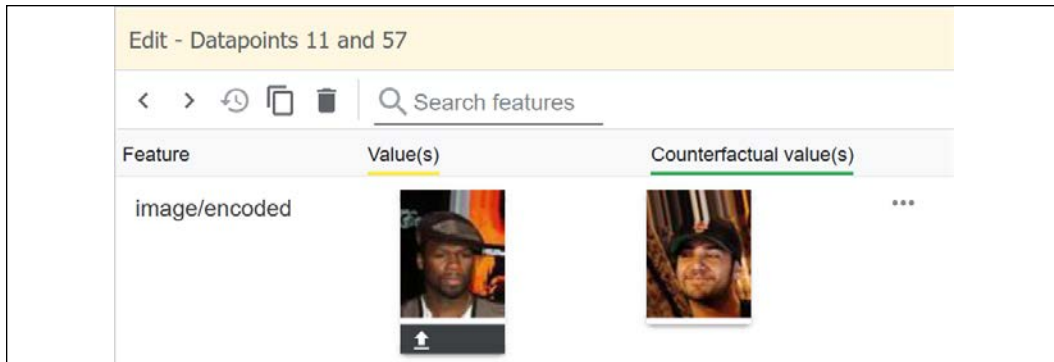 Edit - Datapoints 11 and 57
Search features
Feature Value(s) Counterfactual value(s)
image/encoded